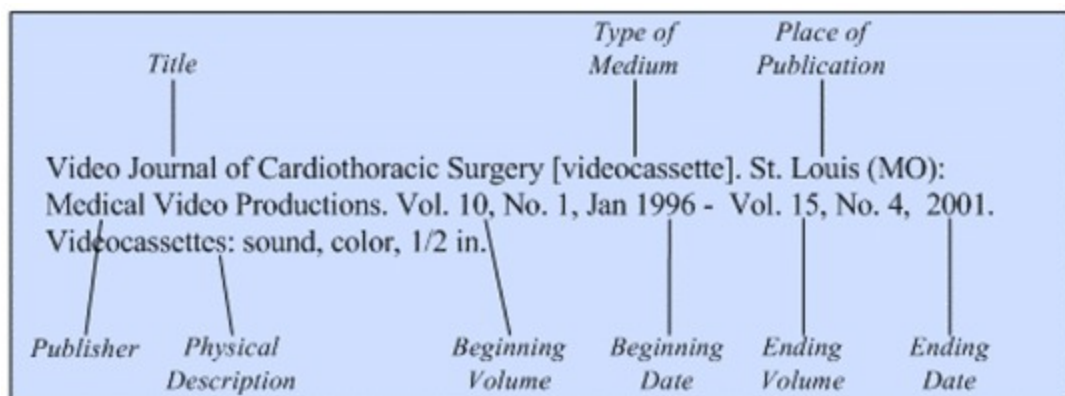 Type of Place of
Title Medium Publication
Video Journal of Cardiothoracic Surgery [videocassette]. St. Louis (MO):
Medical Video Productions. Vol. 10, No. 1, Jan 1996 - Vol. 15, No. 4, 2001.
Videocassettes: sound, color, 1/2 in.
Publisher Physical Beginning Beginning Ending Ending
Description Volume Date Volume Date